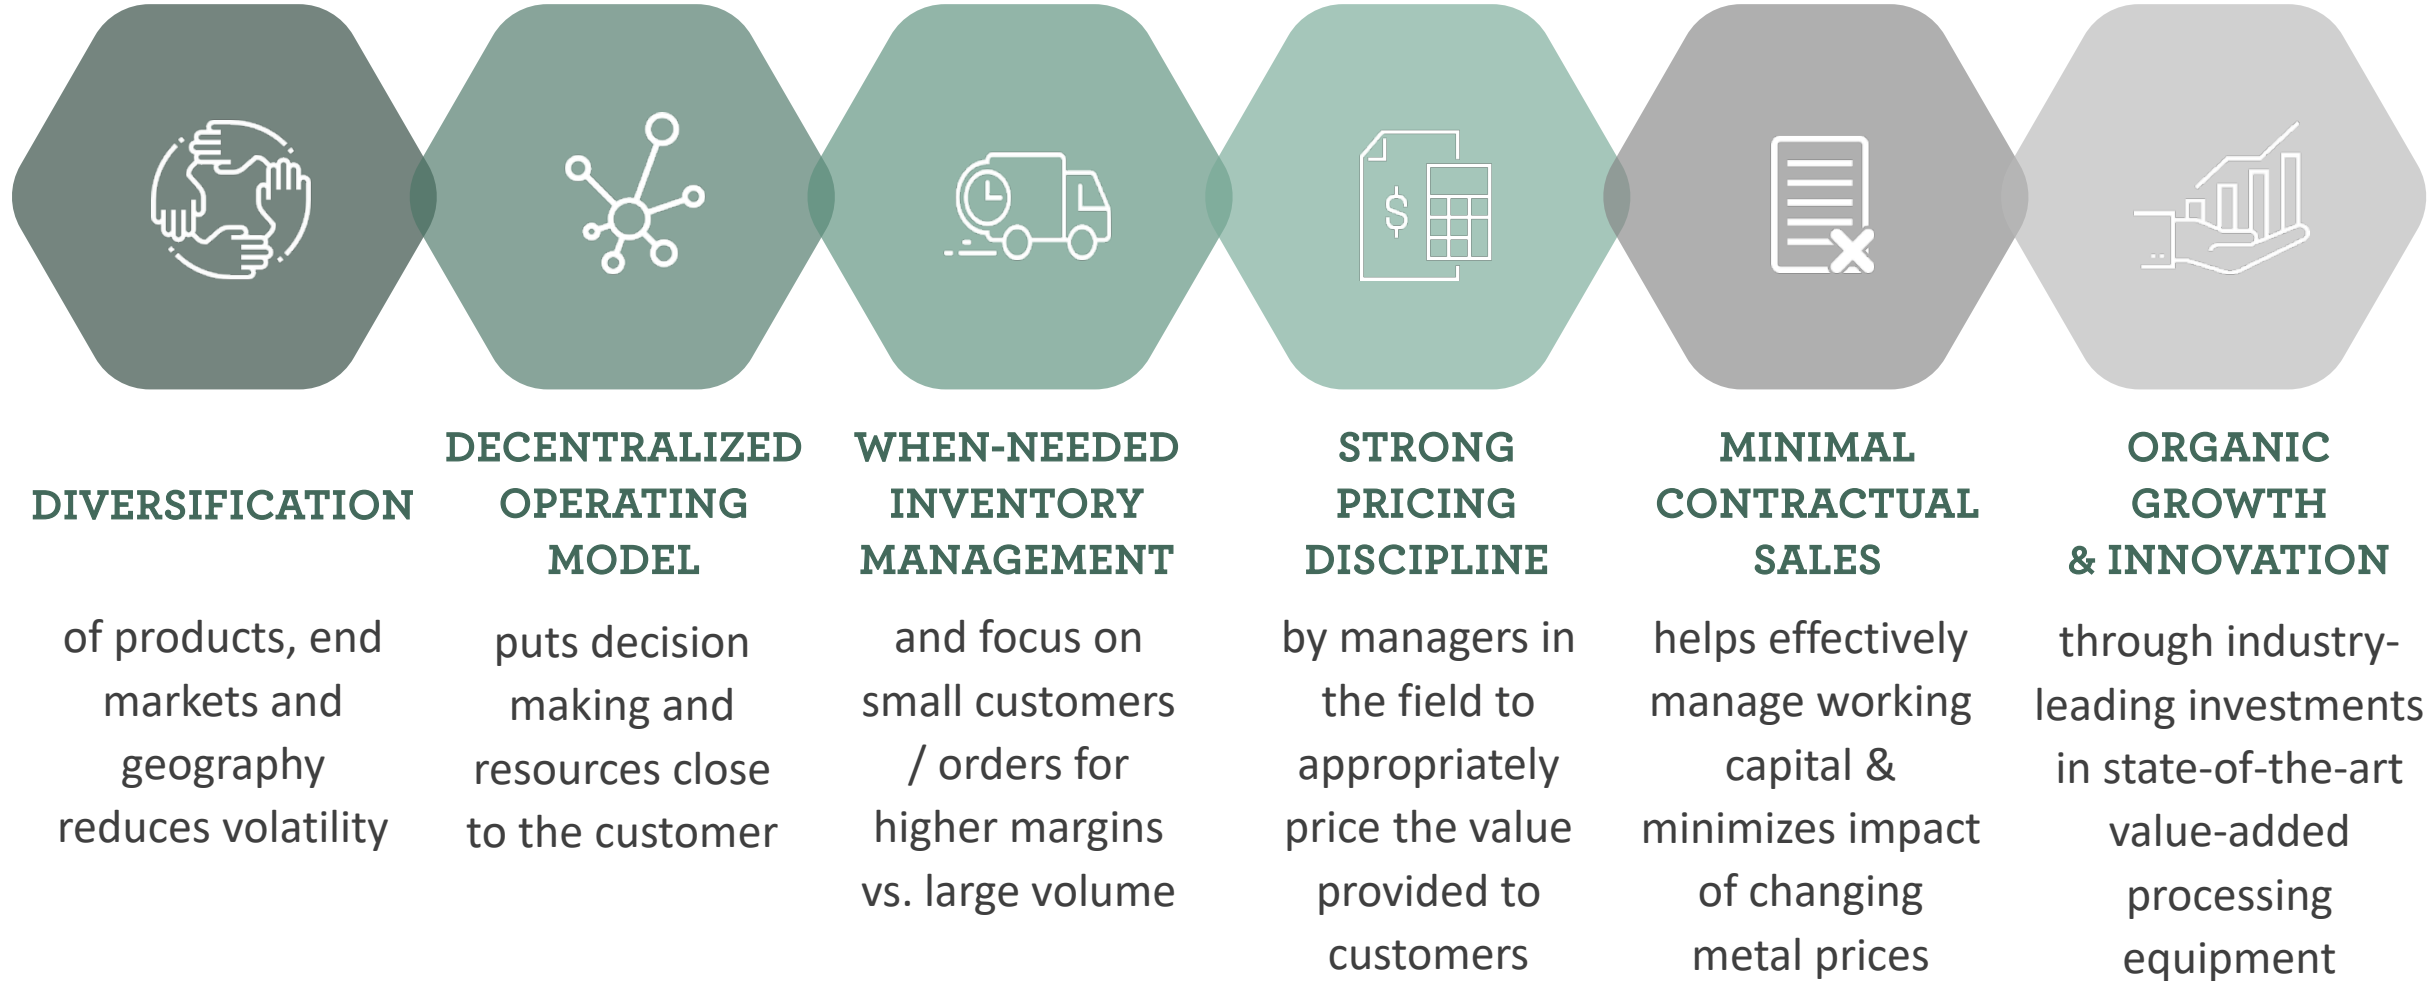 DIVERSIFICATION
of products, end
markets and
geography
reduces volatility
DECENTRALIZED
OPERATING
MODEL
puts decision
making and
resources close
to the customer
WHEN-NEEDED
INVENTORY
MANAGEMENT
and focus on
small customers
/ orders for
higher margins
vs. large volume
$
STRONG
PRICING
DISCIPLINE
by managers in
the field to
appropriately
price the value
provided to
customers
MINIMAL
CONTRACTUAL
SALES
helps effectively
manage working
capital &
minimizes impact
of changing
metal prices
ORGANIC
GROWTH
& INNOVATION
through industry-
leading investments
in state-of-the-art
value-added
processing
equipment